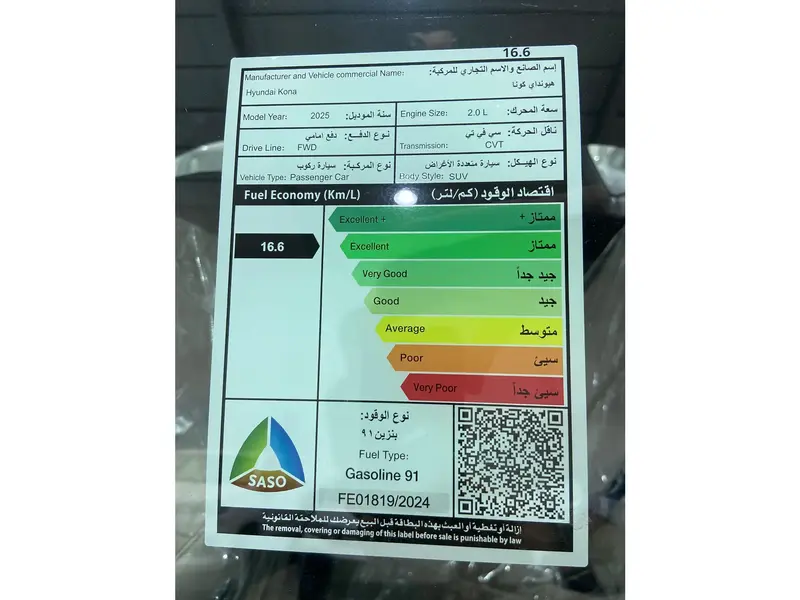 16.6
إسم الصانع والاسم التجاري للمركبة:
Manufacturer and Vehicle commercial Name:
هيونداي كونا
Hyundai Kona
Model Year: 2025 سنة الموديل:
Engine Size: 2.0 L سعة المحرك:
نوع الدفع: دفع امامي
Drive Line: FWD
ناقل الحركة: سي في تي
Transmission: CVT
نوع المركبة: سيارة ركوب
Vehicle Type: Passenger Car
نوع الهيكل: سيارة متعددة الأغراض
Body Style: SUV
Fuel Economy (Km/L) اقتصاد الوقود (كم/لتر)
Excellent + ممتاز +
16.6
Excellent ممتاز
Very Good جيد جداً
Good جيد
Average متوسط
Poor سيئ
Very Poor سيئ جداً
SASO
نوع الوقود:
بنزين ٩١
Fuel Type:
Gasoline 91
FE01819/2024
إزالة أو تغطية أو العبث بهذه البطاقة قبل البيع يعرضك للملاحقة القانونية
The removal, covering or damaging of this label before sale is punishable by law